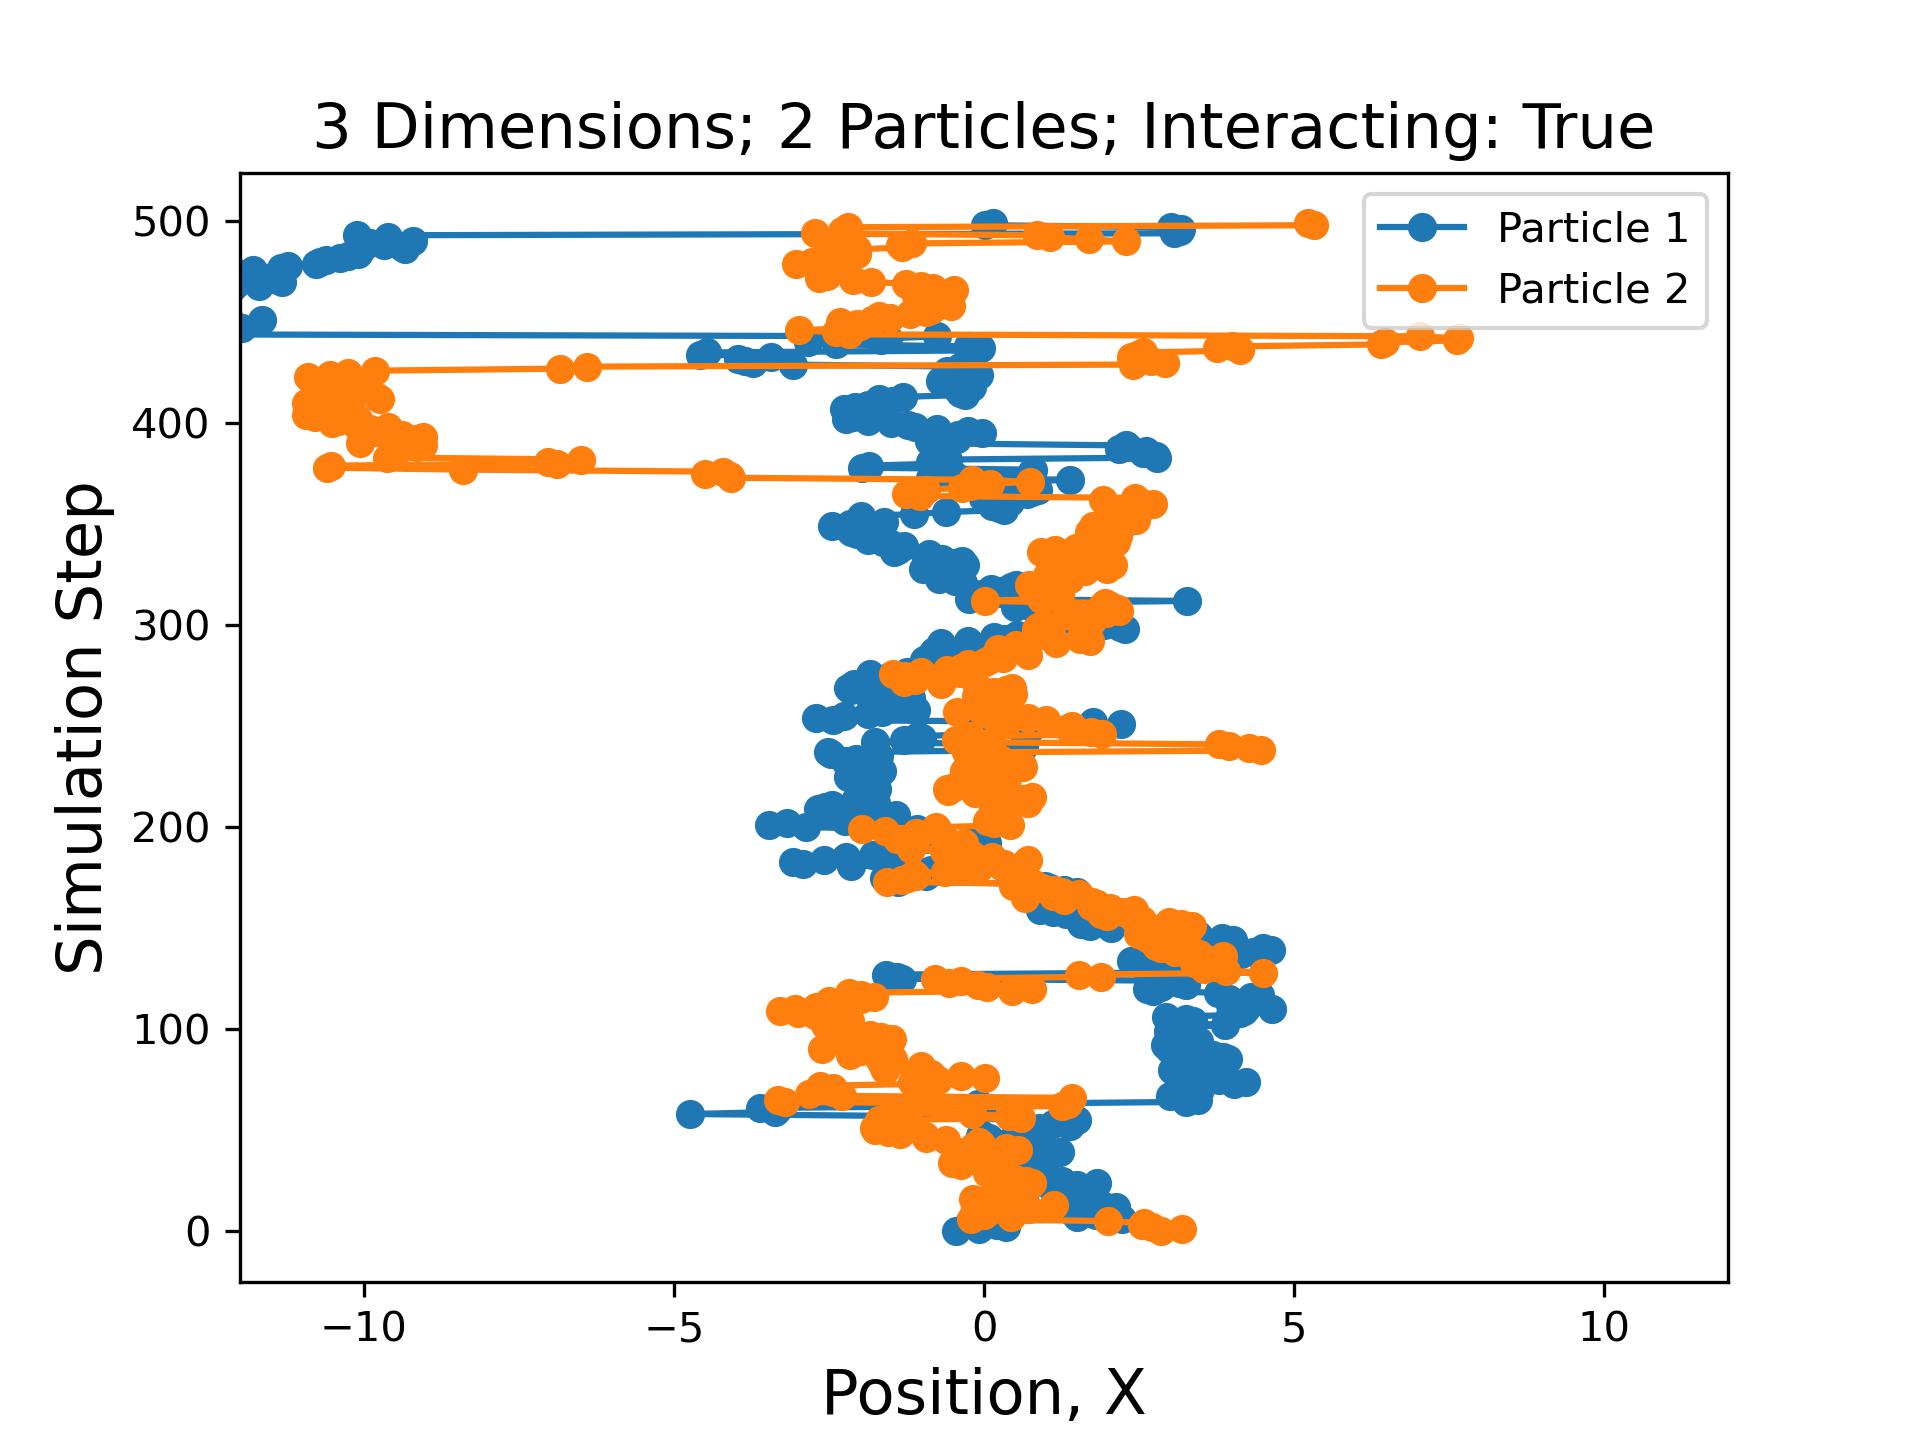 3 Dimensions; 2 Particles; Interacting: True
Particle 1
Particle 2
Simulation Step
500
400
300
200
100
0
−10
−5
0
5
10
Position, X